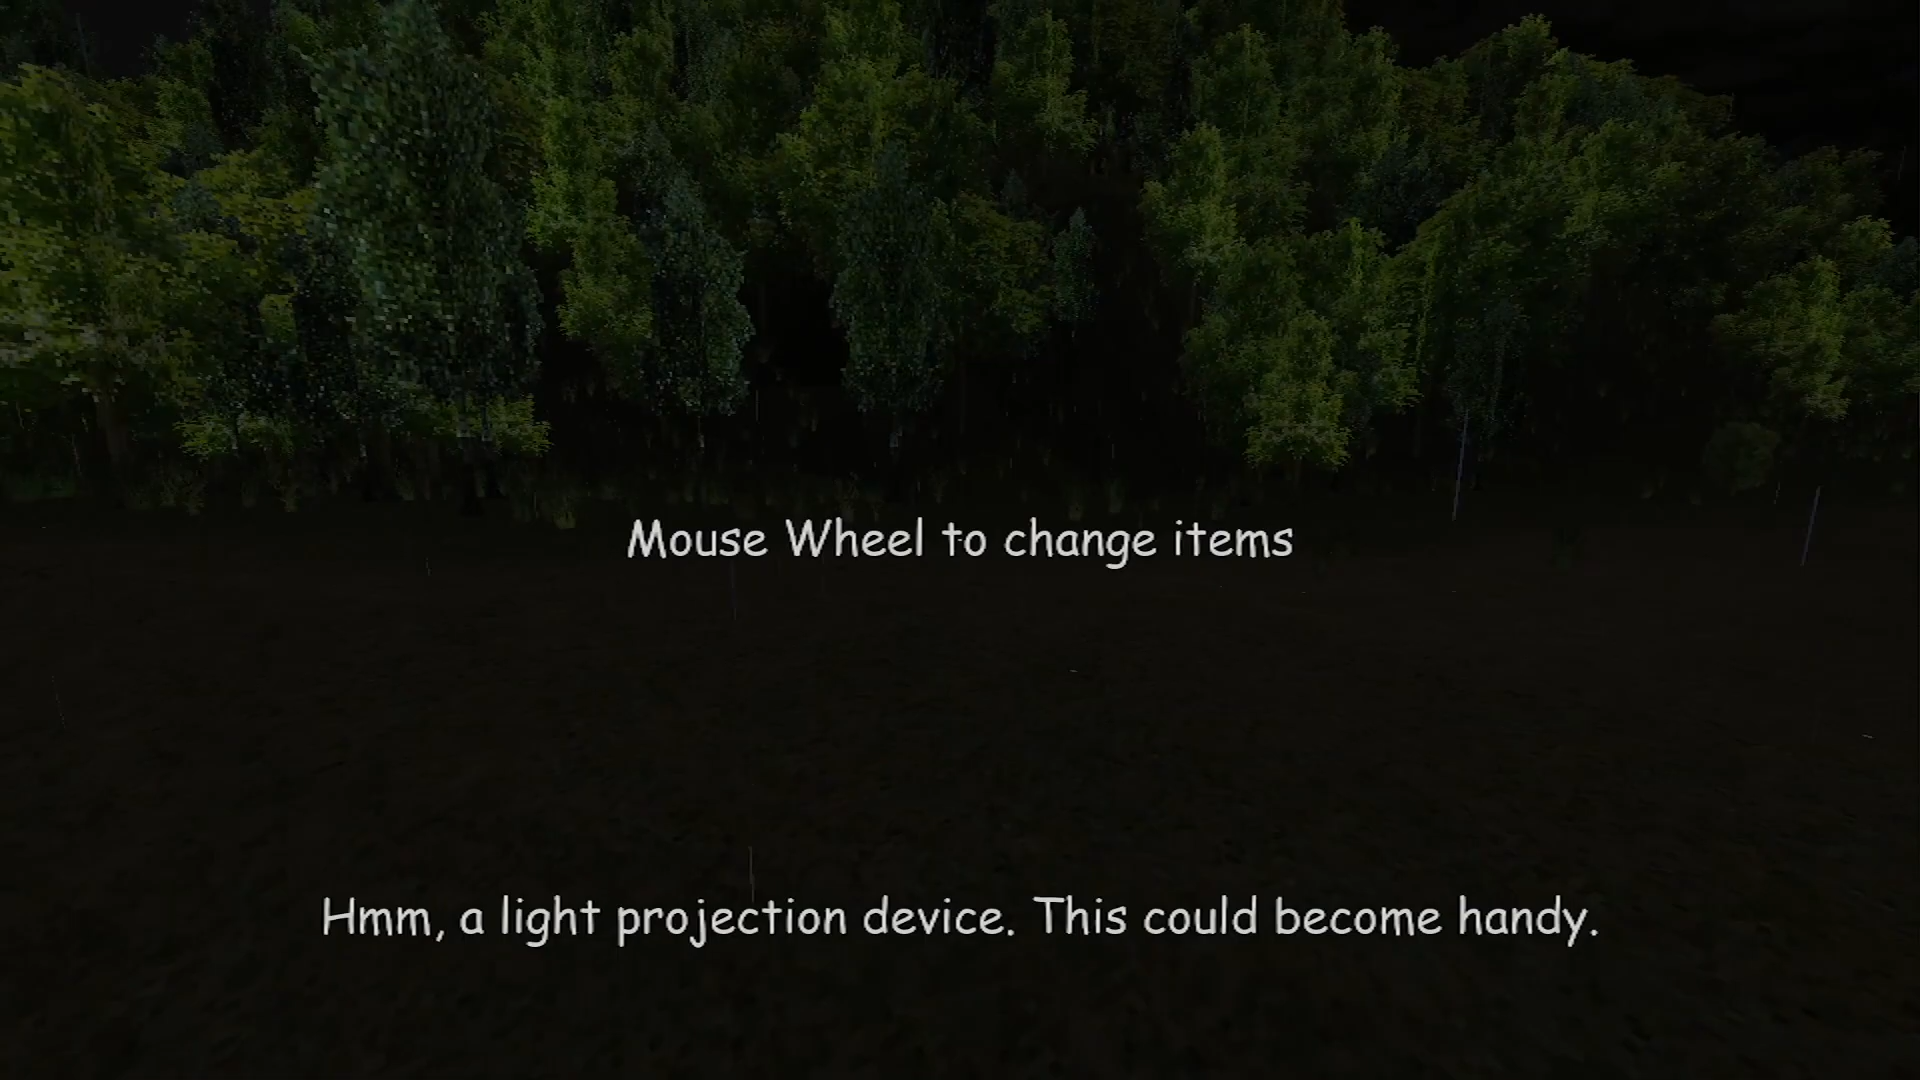 Mouse Wheel to change items
Hmm, a light projection device. This could become handy.